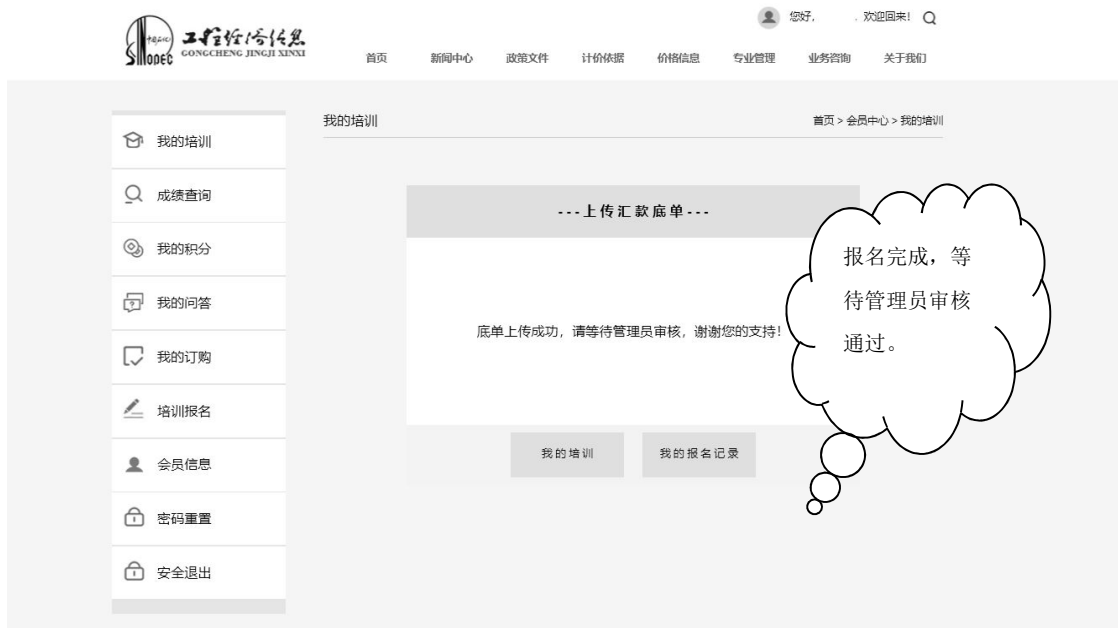 您好， ，欢迎回来！
中国石化
SINOPEC
工程经济信息
GONGCHENG JINGJI XINXI
首页 新闻中心 政策文件 计价依据 价格信息 专业管理 业务咨询 关于我们
我的培训
首页 > 会员中心 > 我的培训
我的培训
成绩查询
我的积分
我的问答
我的订购
培训报名
会员信息
密码重置
安全退出
---上传汇款底单---
底单上传成功，请等待管理员审核，谢谢您的支持！
我的培训
我的报名记录
报名完成，等
待管理员审核
通过。